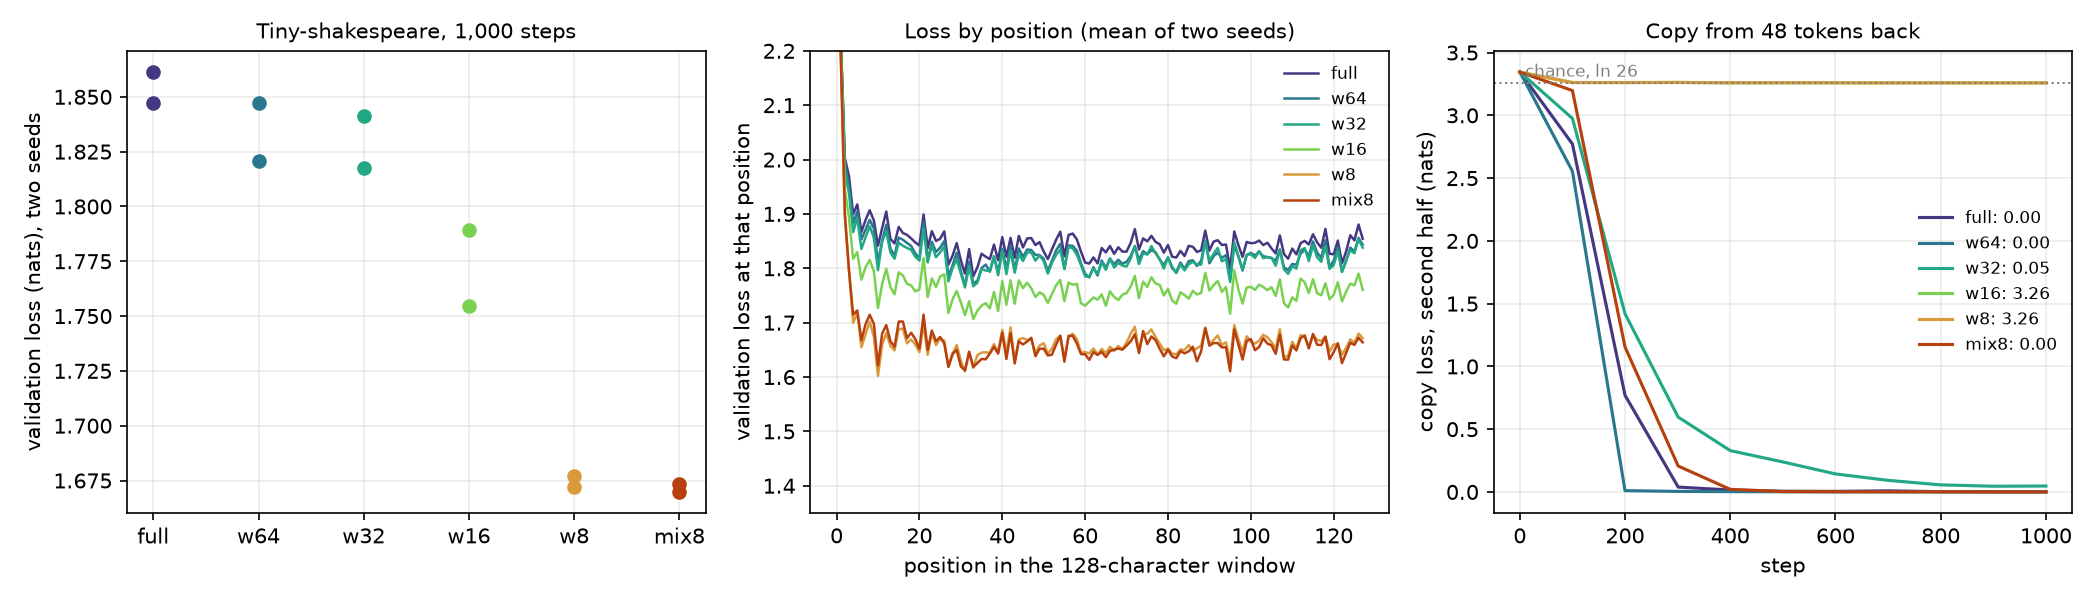 Tiny-shakespeare, 1,000 steps
validation loss (nats), two seeds
1.850
1.825
1.800
1.775
1.750
1.725
1.700
1.675
full w64 w32 w16 w8 mix8
Loss by position (mean of two seeds)
validation loss at that position
2.2
2.1
2.0
1.9
1.8
1.7
1.6
1.5
1.4
full
w64
w32
w16
w8
mix8
0 20 40 60 80 100 120
position in the 128-character window
Copy from 48 tokens back
copy loss, second half (nats)
3.5
3.0
2.5
2.0
1.5
1.0
0.5
0.0
chance, ln 26
full: 0.00
w64: 0.00
w32: 0.05
w16: 3.26
w8: 3.26
mix8: 0.00
0 200 400 600 800 1000
step